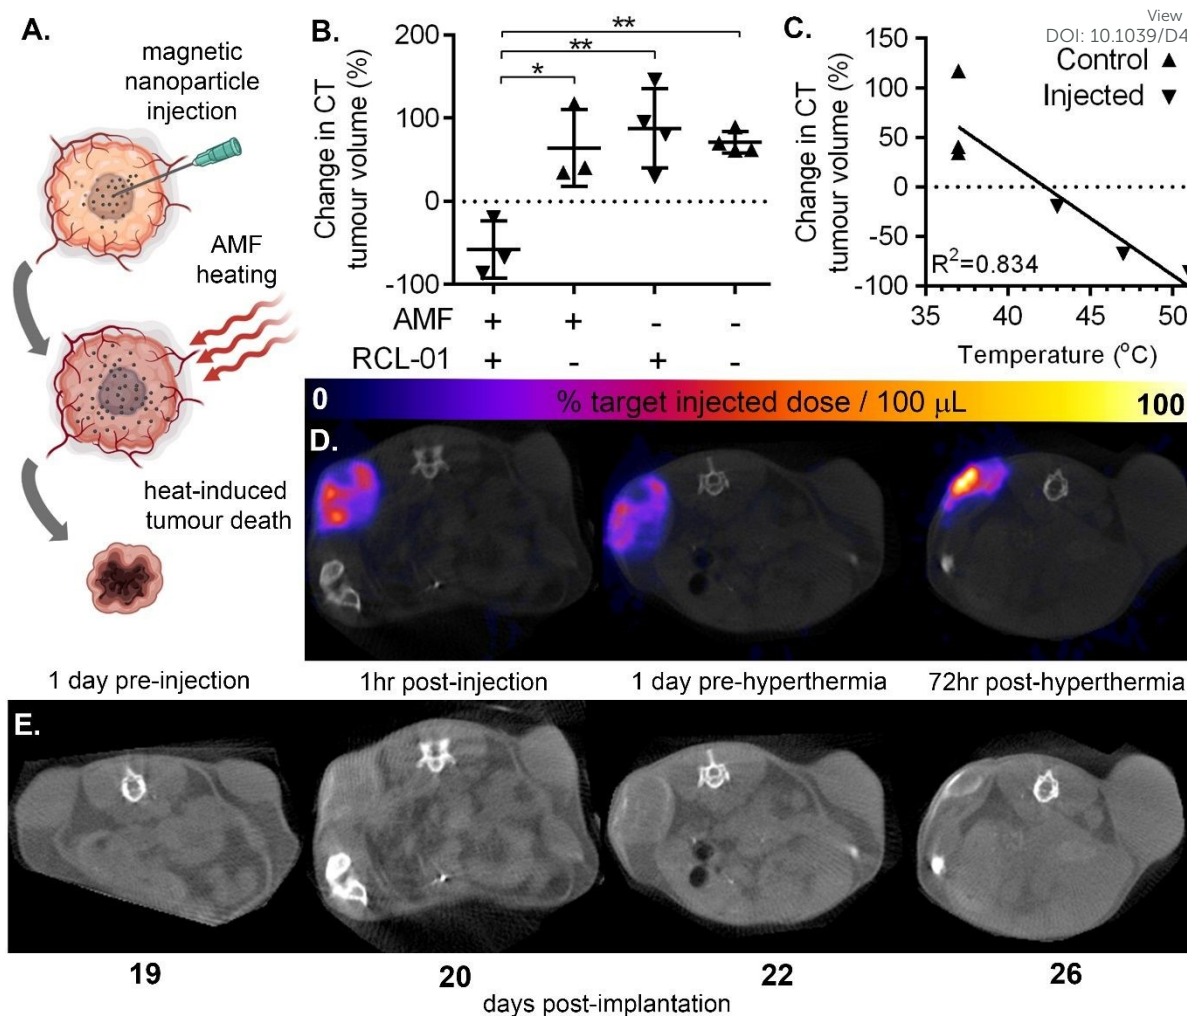 A.
magnetic
nanoparticle
injection
AMF
heating
heat-induced
tumour death
B.
Change in CT
tumour volume (%)
200
100
0
-100
*
**
**
AMF + + - -
RCL-01 + - + -
View
DOI: 10.1039/D4
C.
Change in CT
tumour volume (%)
150
100
50
0
-50
-100
Control ▲
Injected ▼
R²=0.834
35 40 45 50
Temperature (°C)
0 % target injected dose / 100 μL 100
D.
1 day pre-injection 1hr post-injection 1 day pre-hyperthermia 72hr post-hyperthermia
E.
19 20 22 26
days post-implantation